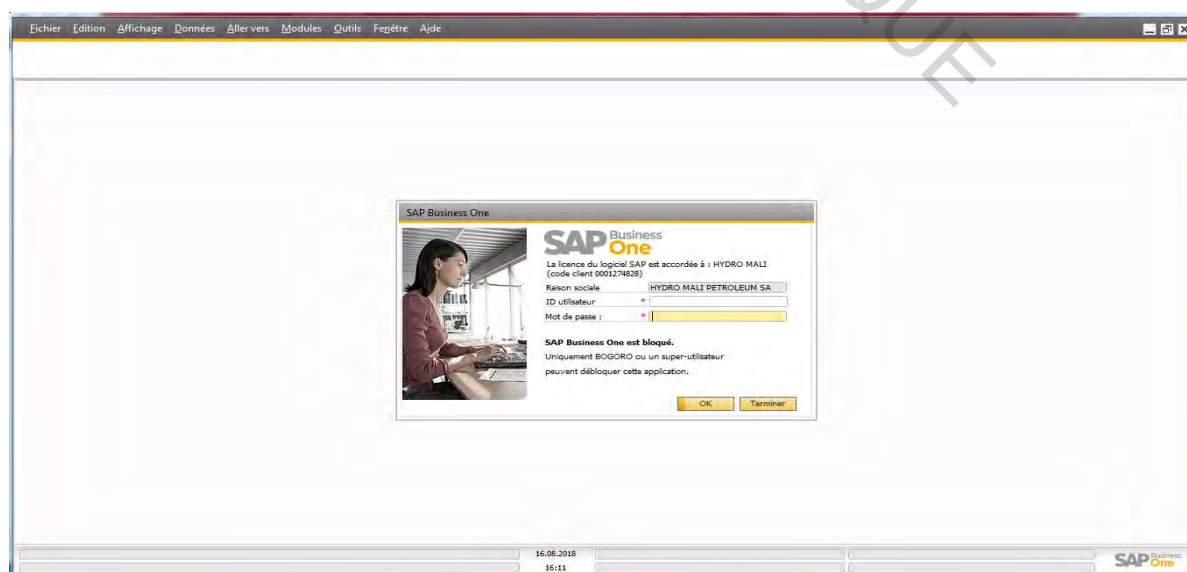 QUE
Fichier Edition Affichage Données Aller vers Modules Outils Fenêtre Ajde
SAP Business One
SAP Business One
La licence du logiciel SAP est accordée à : HYDRO MALI
(code client 0001274828)
Raison sociale HYDRO MALI PETROLEUM SA
ID utilisateur *
Mot de passe : *
SAP Business One est bloqué.
Uniquement BOGORO ou un super-utilisateur
peuvent débloquer cette application.
OK Terminer
16.08.2018
16:11
SAP Business One